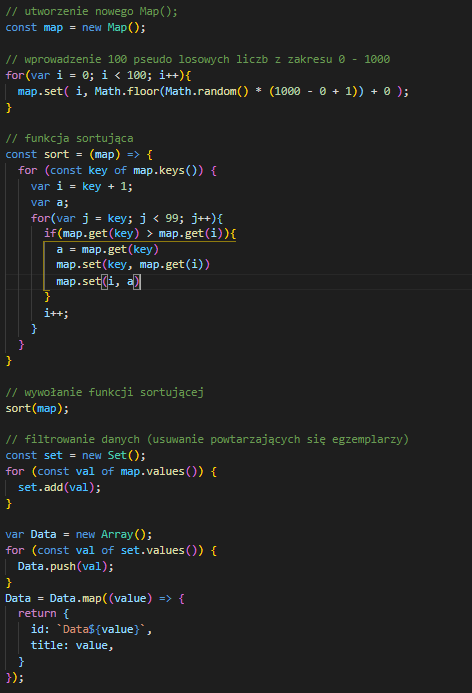 // utworzenie nowego Map();
const map = new Map();
// wprowadzenie 100 pseudo losowych liczb z zakresu 0 - 1000
for(var i = 0; i < 100; i++){
map.set( i, Math.floor(Math.random() * (1000 - 0 + 1)) + 0 );
}
// funkcja sortująca
const sort = (map) => {
for (const key of map.keys()) {
var i = key + 1;
var a;
for(var j = key; j < 99; j++){
if(map.get(key) > map.get(i)){
a = map.get(key)
map.set(key, map.get(i))
map.set(i, a)
}
i++;
}
}
}
// wywołanie funkcji sortującej
sort(map);
// filtrowanie danych (usuwanie powtarzających się egzemplarzy)
const set = new Set();
for (const val of map.values()) {
set.add(val);
}
var Data = new Array();
for (const val of set.values()) {
Data.push(val);
}
Data = Data.map((value) => {
return {
id: `Data${value}`,
title: value,
}
});